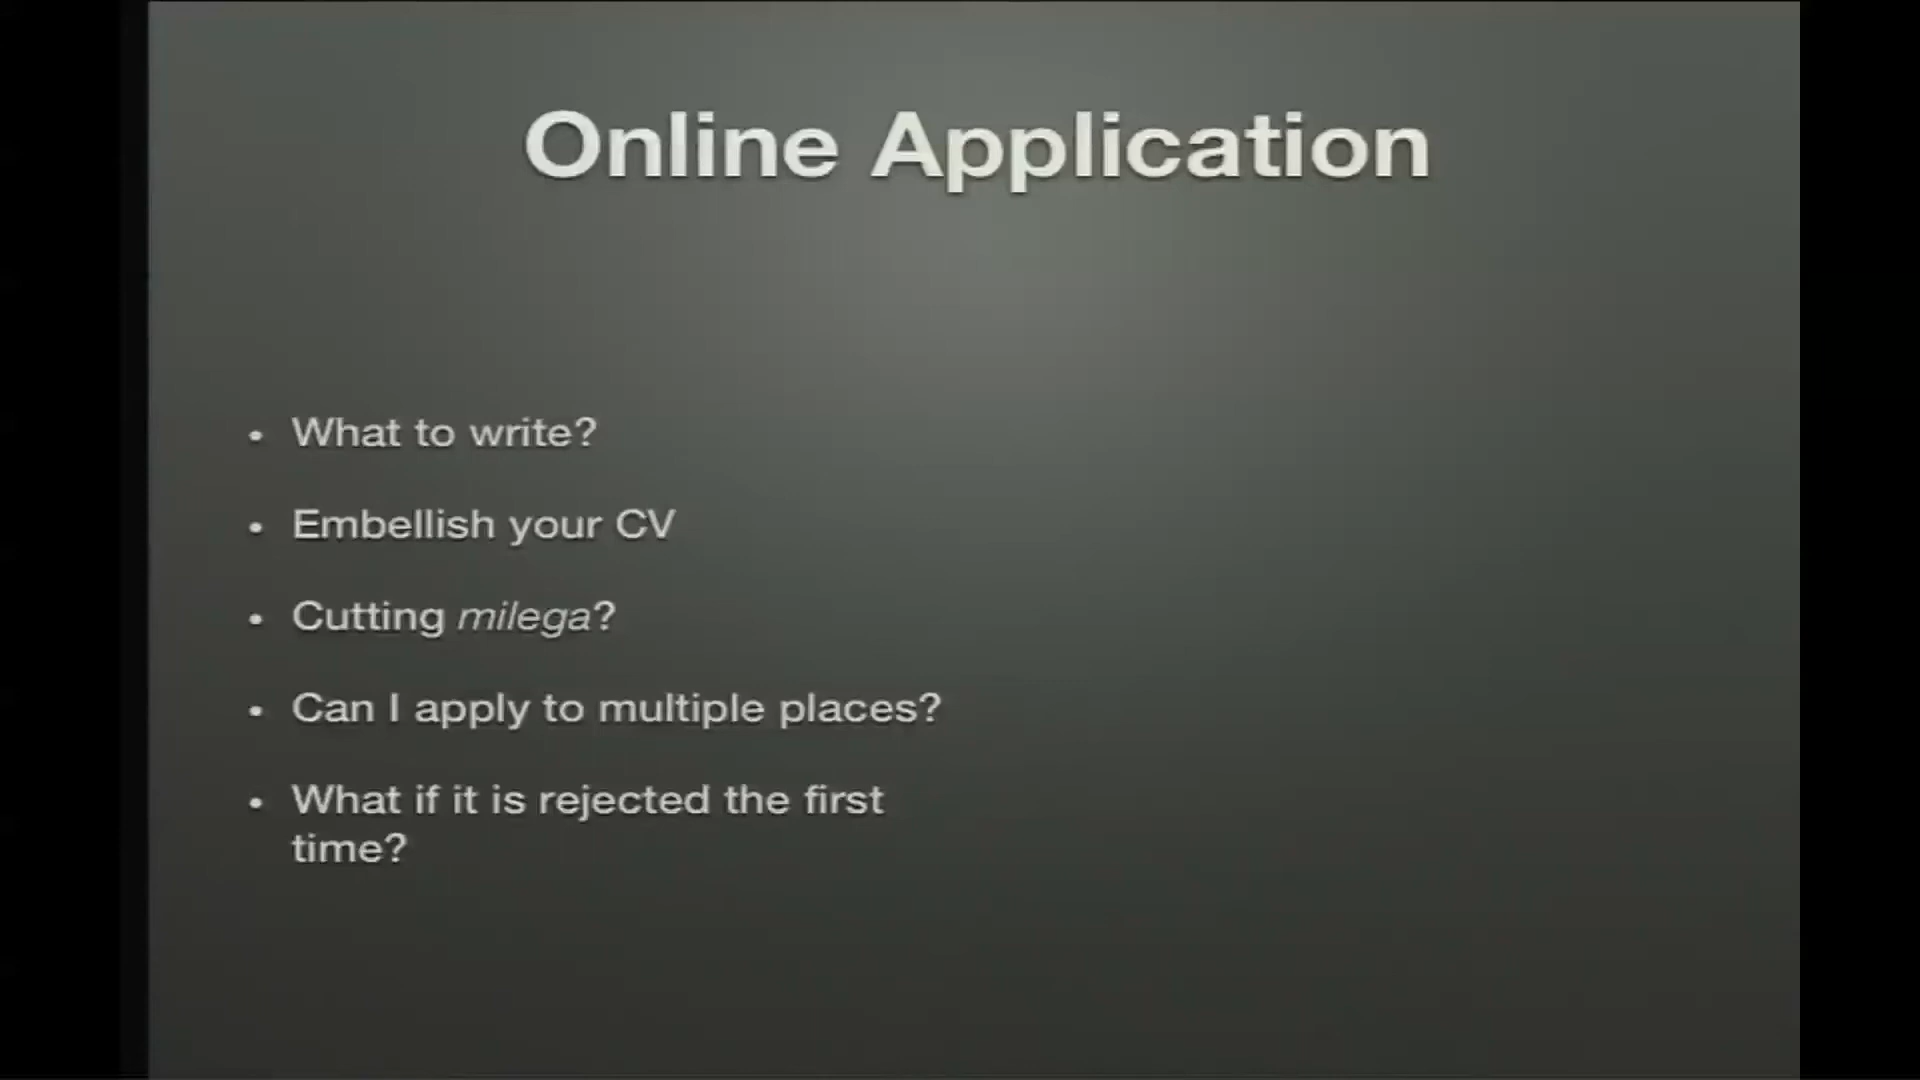 Online Application
• What to write?
• Embellish your CV
• Cutting milega?
• Can I apply to multiple places?
• What if it is rejected the first
time?